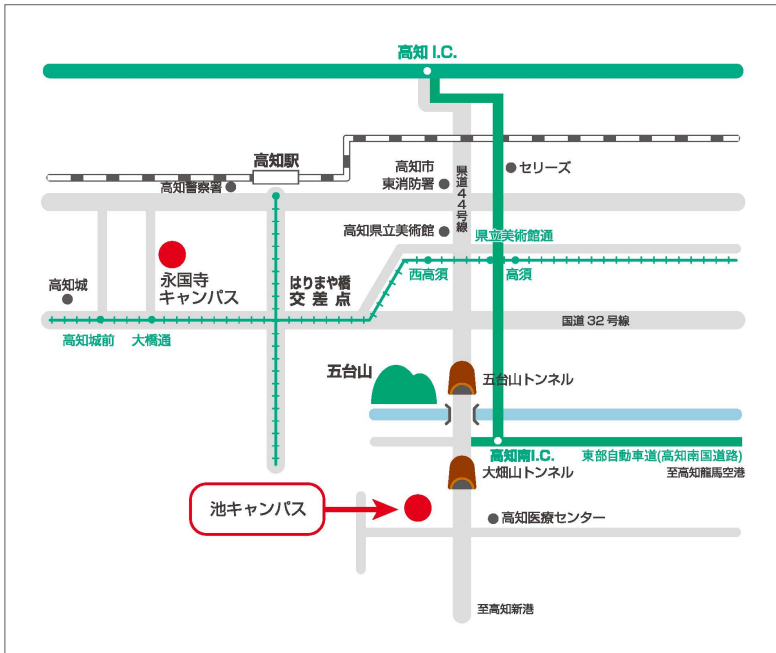 高知 I.C.
高知駅
高知市
東消防署
県道44号線
セリーズ
高知警察署
高知県立美術館
県立美術館通
永国寺
キャンパス
高知城
はりまや橋
交差点
西高須
高須
高知城前
大橋通
国道32号線
五台山
五台山トンネル
高知南I.C.
東部自動車道(高知南国道路)
大畑山トンネル
至高知龍馬空港
池キャンパス
高知医療センター
至高知新港